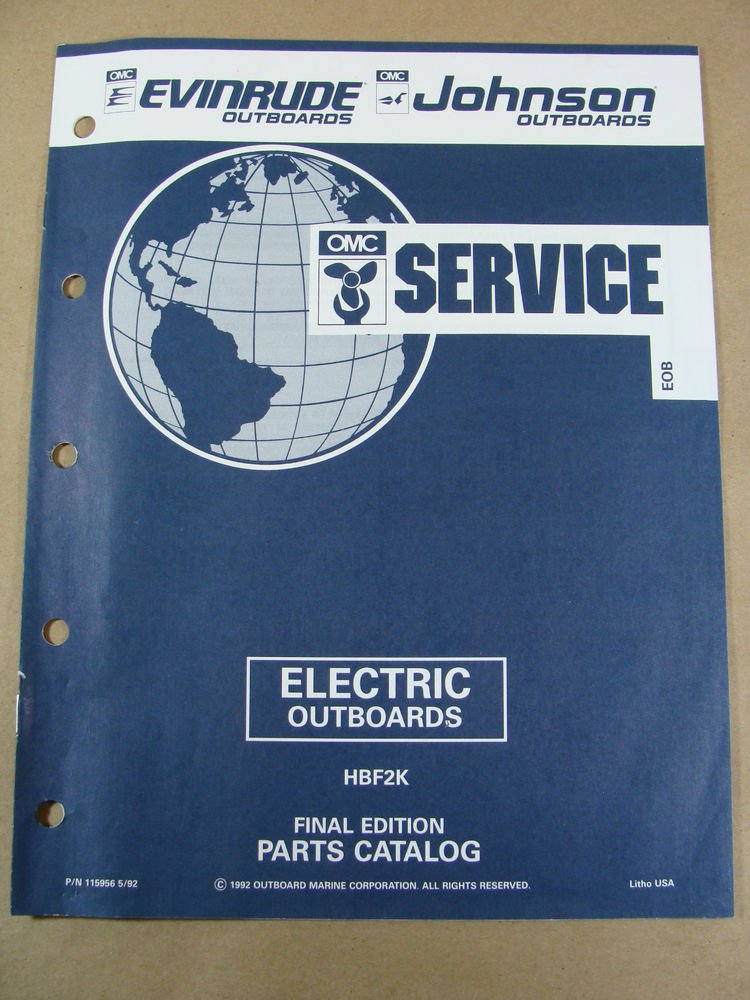 OMC EVINRUDE OUTBOARDS
OMC Johnson OUTBOARDS
OMC SERVICE
EOB
ELECTRIC
OUTBOARDS
HBF2K
FINAL EDITION
PARTS CATALOG
P/N 115956 5/92
© 1992 OUTBOARD MARINE CORPORATION. ALL RIGHTS RESERVED.
Litho USA